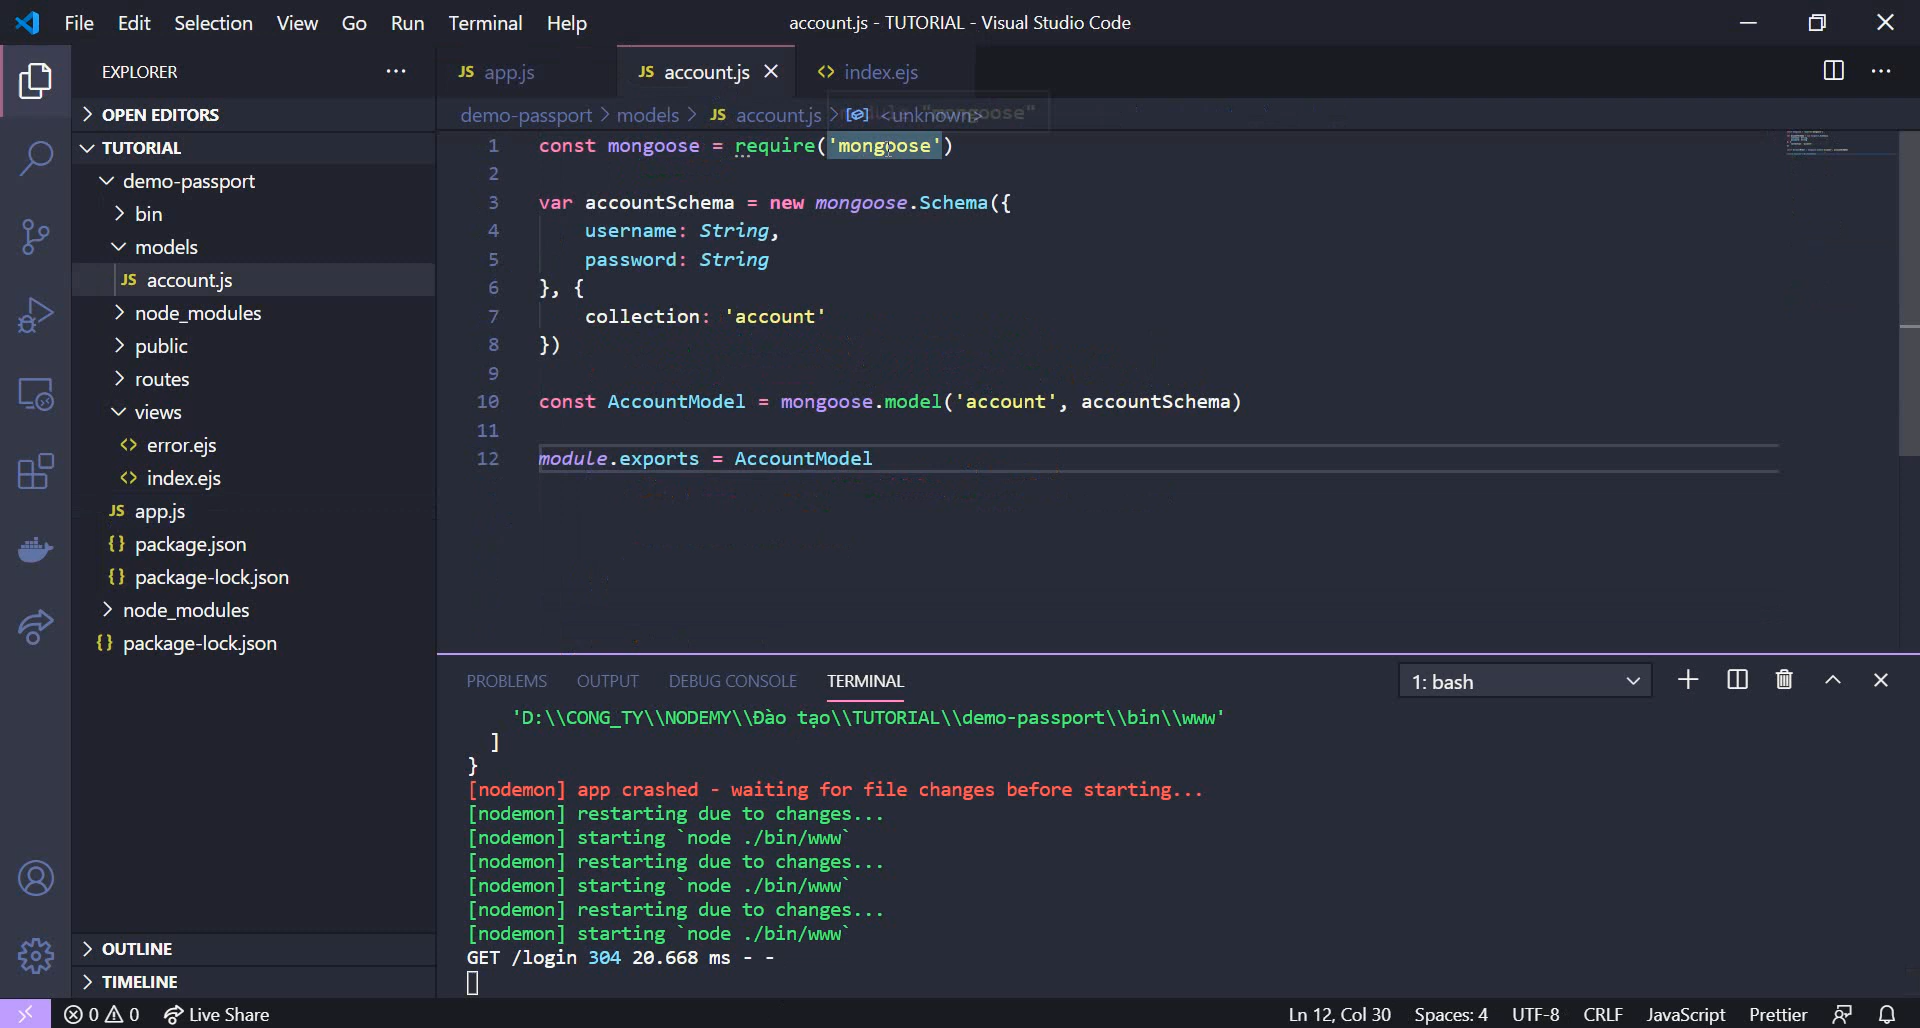 File Edit Selection View Go Run Terminal Help
account.js - TUTORIAL - Visual Studio Code
EXPLORER
OPEN EDITORS
TUTORIAL
demo-passport
bin
models
JS account.js
node_modules
public
routes
views
<> error.ejs
<> index.ejs
JS app.js
{} package.json
{} package-lock.json
node_modules
{} package-lock.json
OUTLINE
TIMELINE
JS app.js
JS account.js
<> index.ejs
demo-passport > models > JS account.js > <unknown>
1 const mongoose = require('mongoose')
2
3 var accountSchema = new mongoose.Schema({
4 username: String,
5 password: String
6 }, {
7 collection: 'account'
8 })
9
10 const AccountModel = mongoose.model('account', accountSchema)
11
12 module.exports = AccountModel
PROBLEMS OUTPUT DEBUG CONSOLE TERMINAL
1: bash
'D:\\CONG_TY\\NODEMY\\Đào tạo\\TUTORIAL\\demo-passport\\bin\\www'
]
}
[nodemon] app crashed - waiting for file changes before starting...
[nodemon] restarting due to changes...
[nodemon] starting `node ./bin/www`
[nodemon] restarting due to changes...
[nodemon] starting `node ./bin/www`
[nodemon] restarting due to changes...
[nodemon] starting `node ./bin/www`
GET /login 304 20.668 ms - -
0 0 Live Share
Ln 12, Col 30 Spaces: 4 UTF-8 CRLF JavaScript Prettier